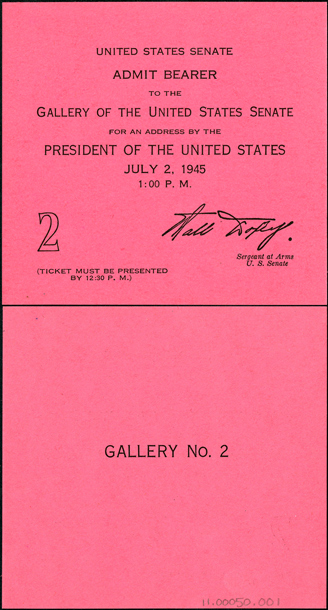 UNITED STATES SENATE
ADMIT BEARER
TO THE
GALLERY OF THE UNITED STATES SENATE
FOR AN ADDRESS BY THE
PRESIDENT OF THE UNITED STATES
JULY 2, 1945
1:00 P. M.
2
Wall Doxey.
Sergeant at Arms
U. S. Senate
(TICKET MUST BE PRESENTED
BY 12:30 P. M.)
GALLERY No. 2
11.00050.001